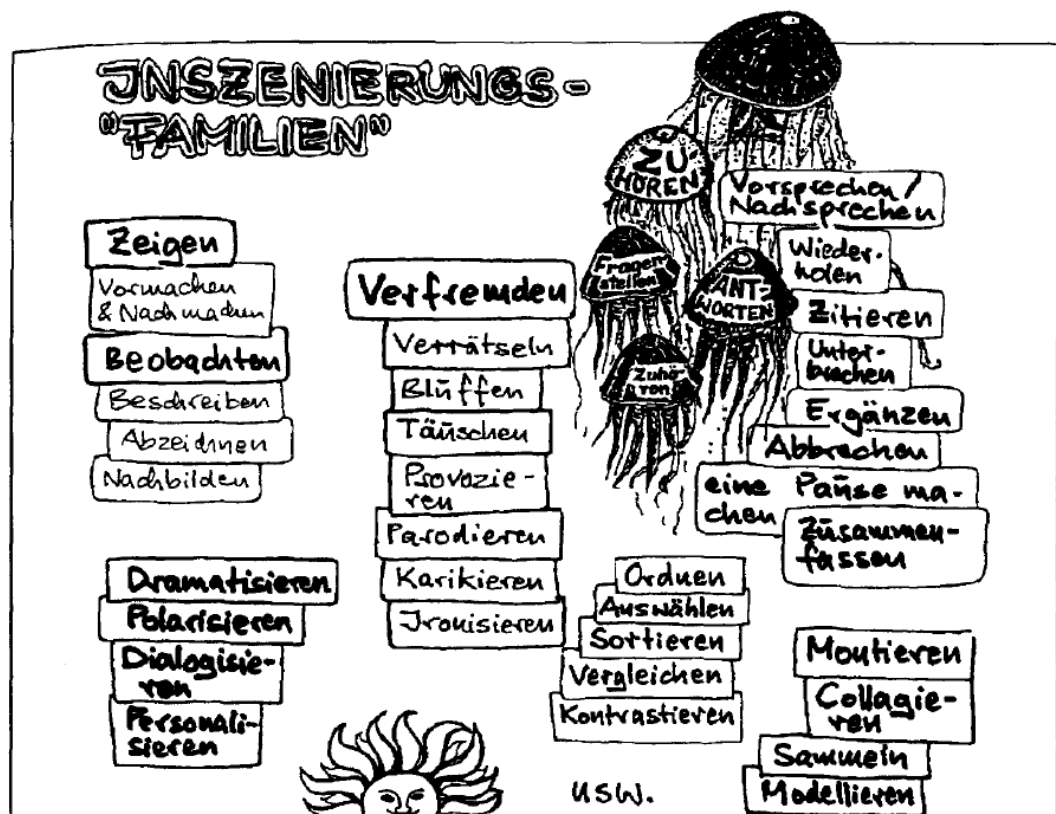 JNSZENIERUNGS-
"FAMILIEN"
Zeigen
Vormachen
& Nachmachen
Beobachten
Beschreiben
Abzeichnen
Nachbilden
Dramatisieren
Polarisieren
Dialogisie-
ren
Personali-
sieren
Verfremden
Verrätseln
Bluffen
Täuschen
Provozie-
ren
Parodieren
Karikieren
Ironisieren
ZU-
HÖREN
Fragen
stellen
ANT-
WORTEN
Zuhö-
ren
Vorsprechen/
Nachsprechen
Wieder-
holen
Zitieren
Unter-
brechen
Ergänzen
Abbrechen
eine Pause ma-
chen
Zusammen-
fassen
Ordnen
Auswählen
Sortieren
Vergleichen
Kontrastieren
Montieren
Collagie-
ren
Sammeln
Modellieren
usw.